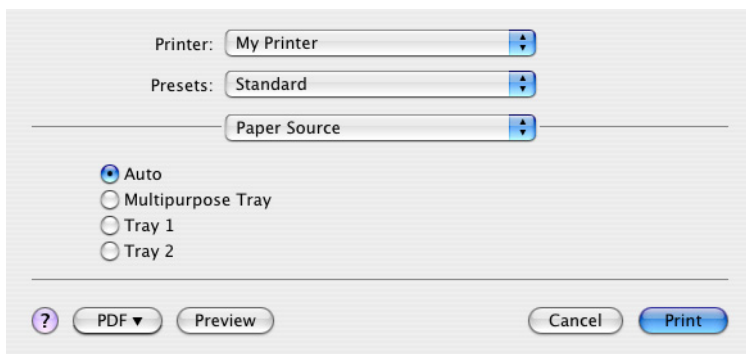 Printer: My Printer
Presets: Standard
Paper Source
Auto
Multipurpose Tray
Tray 1
Tray 2
? PDF ▼ Preview Cancel Print